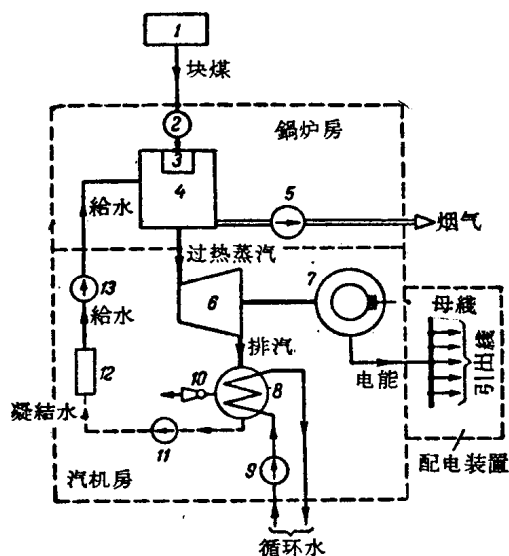 1
块煤
2
鍋炉房
3
4
5
給水
烟气
过热蒸汽
6
7
13
給水
母綫
引出綫
排汽
12
10
8
电能
凝結水
11
9
配电装置
汽机房
循环水